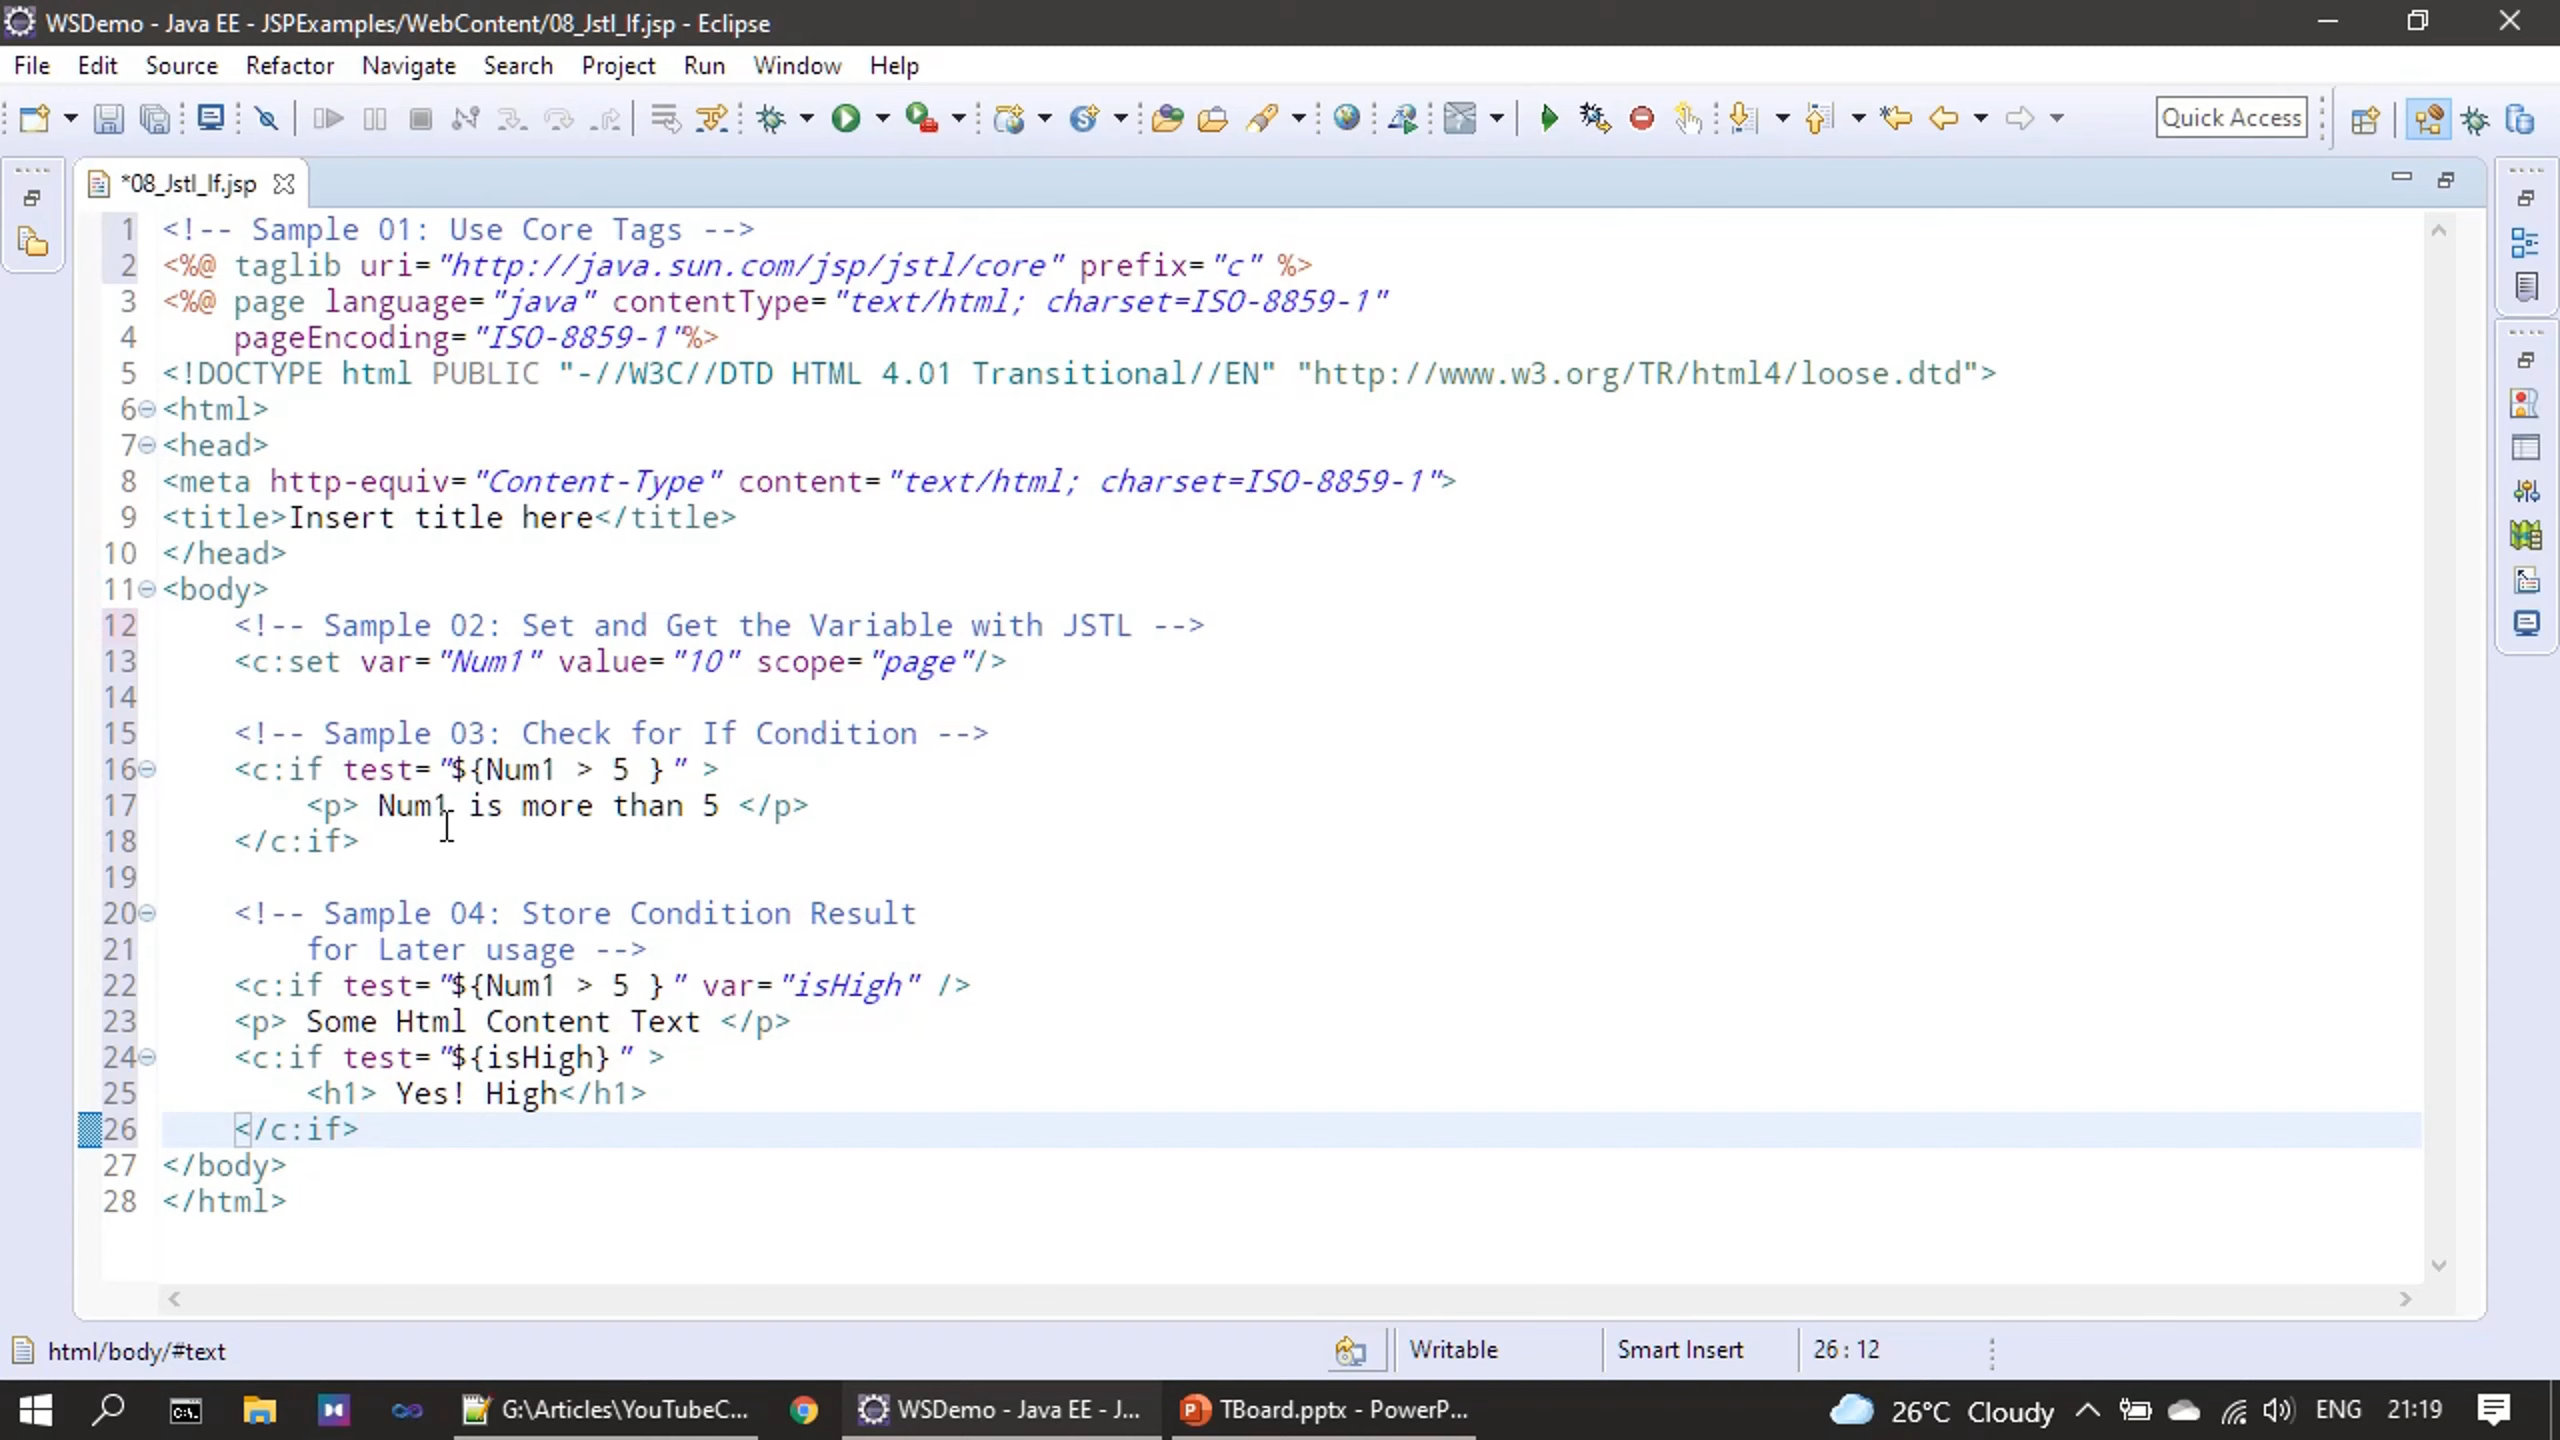 WSDemo - Java EE - JSPExamples/WebContent/08_Jstl_If.jsp - Eclipse
File Edit Source Refactor Navigate Search Project Run Window Help
Quick Access
*08_Jstl_If.jsp
1 <!-- Sample 01: Use Core Tags -->
2 <%@ taglib uri="http://java.sun.com/jsp/jstl/core" prefix="c" %>
3 <%@ page language="java" contentType="text/html; charset=ISO-8859-1"
4     pageEncoding="ISO-8859-1"%>
5 <!DOCTYPE html PUBLIC "-//W3C//DTD HTML 4.01 Transitional//EN" "http://www.w3.org/TR/html4/loose.dtd">
6 <html>
7 <head>
8 <meta http-equiv="Content-Type" content="text/html; charset=ISO-8859-1">
9 <title>Insert title here</title>
10 </head>
11 <body>
12     <!-- Sample 02: Set and Get the Variable with JSTL -->
13     <c:set var="Num1" value="10" scope="page"/>
14
15     <!-- Sample 03: Check for If Condition -->
16     <c:if test="${Num1 > 5 }" >
17         <p> Num1 is more than 5 </p>
18     </c:if>
19
20     <!-- Sample 04: Store Condition Result
21         for Later usage -->
22     <c:if test="${Num1 > 5 }" var="isHigh" />
23     <p> Some Html Content Text </p>
24     <c:if test="${isHigh}" >
25         <h1> Yes! High</h1>
26     </c:if>
27 </body>
28 </html>
html/body/#text
Writable
Smart Insert
26 : 12
G:\Articles\YouTubeC...
WSDemo - Java EE - J...
TBoard.pptx - PowerP...
26°C Cloudy
ENG
21:19